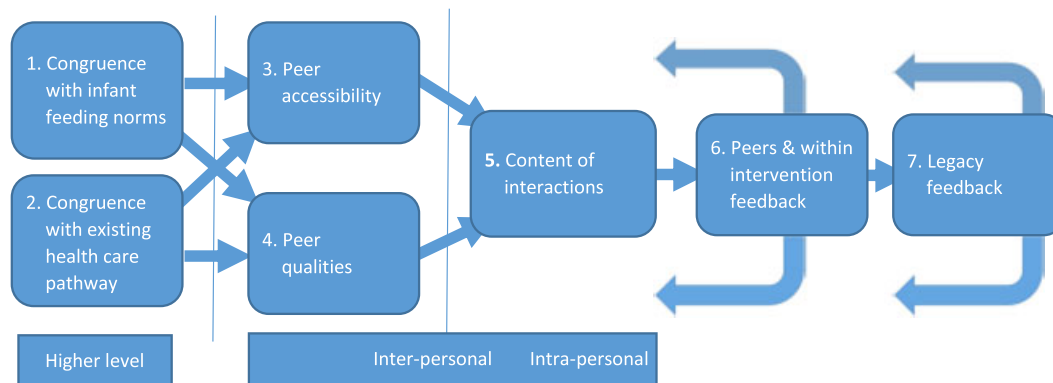 1. Congruence
with infant
feeding norms
2. Congruence
with existing
health care
pathway
3. Peer
accessibility
4. Peer
qualities
5. Content of
interactions
6. Peers & within
intervention
feedback
7. Legacy
feedback
Higher level
Inter-personal
Intra-personal